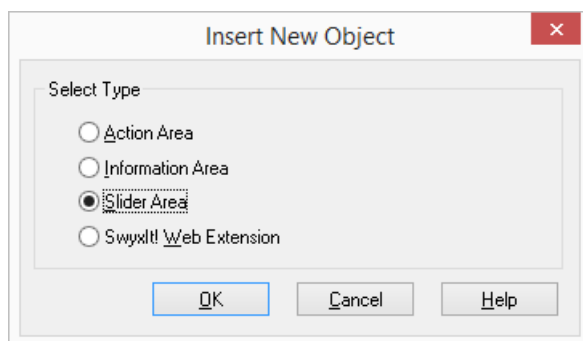 Insert New Object
Select Type
Action Area
Information Area
Slider Area
SwyxIt! Web Extension
OK Cancel Help